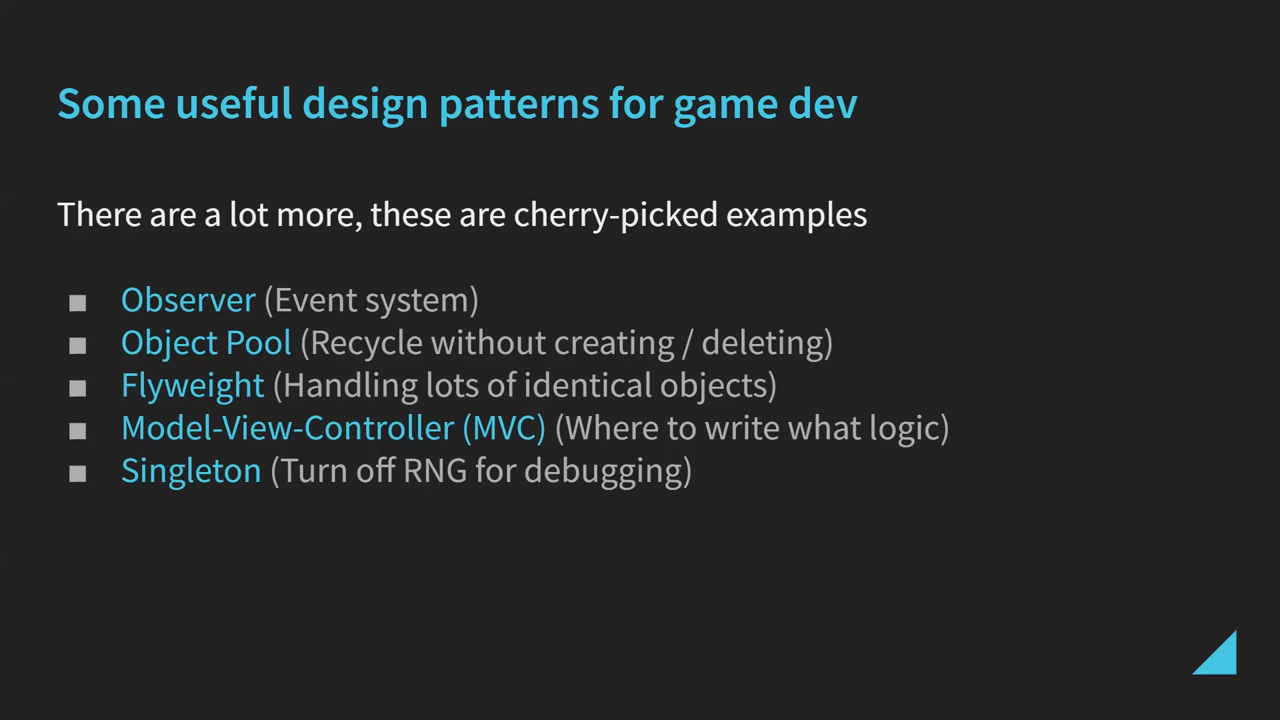 Some useful design patterns for game dev
There are a lot more, these are cherry-picked examples
■ Observer (Event system)
■ Object Pool (Recycle without creating / deleting)
■ Flyweight (Handling lots of identical objects)
■ Model-View-Controller (MVC) (Where to write what logic)
■ Singleton (Turn off RNG for debugging)